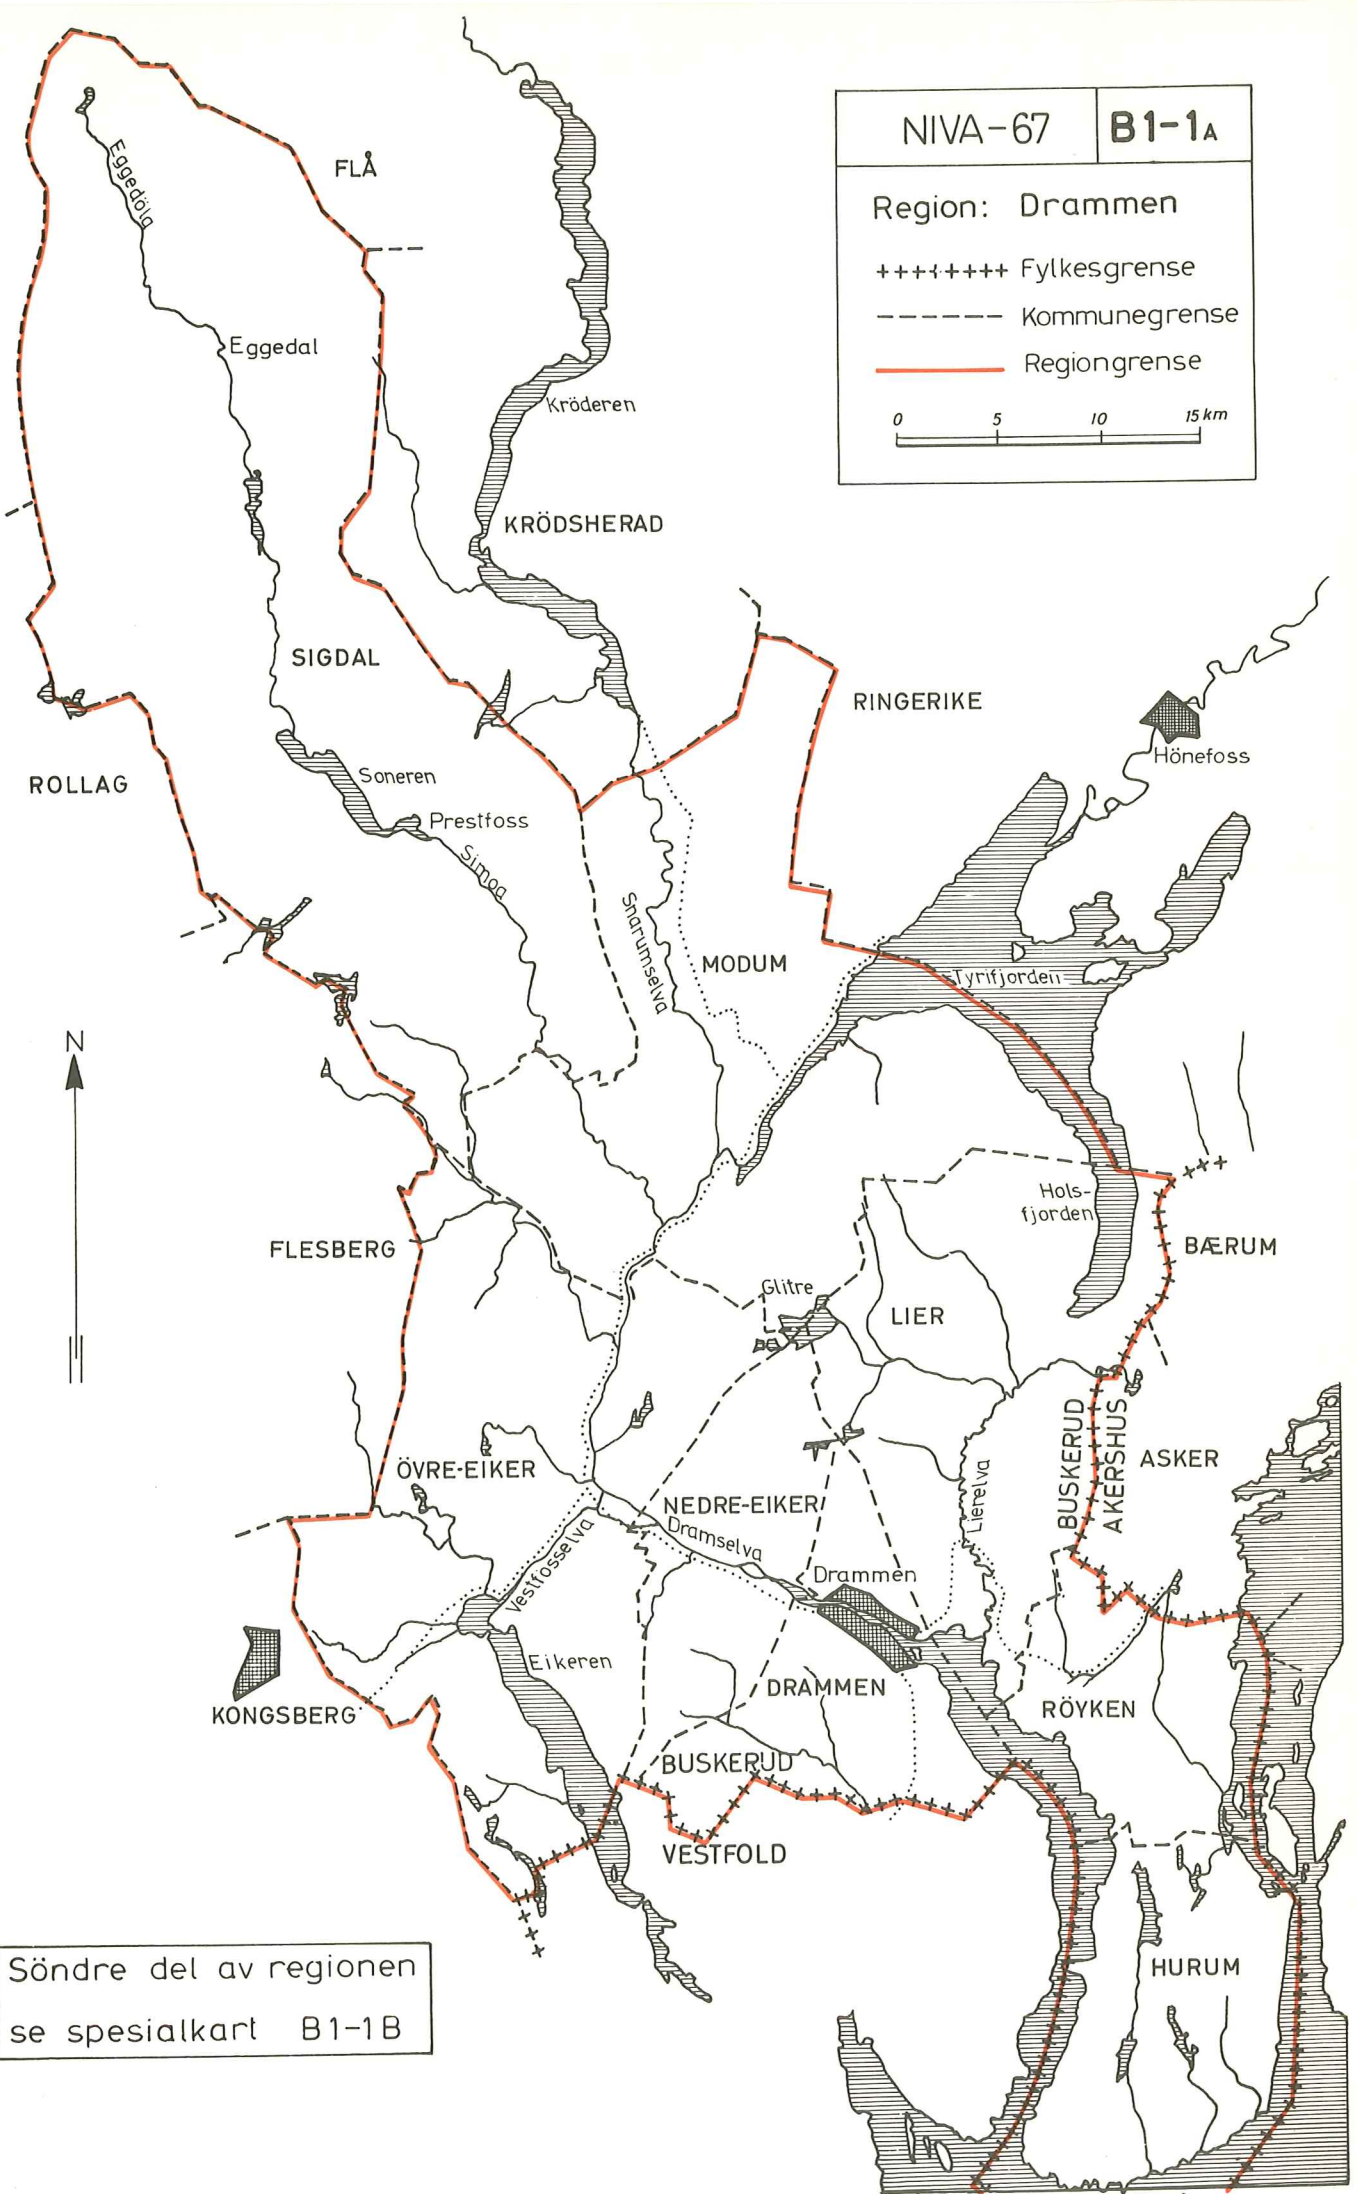 NIVA-67 B1-1A
Region: Drammen
Fylkesgrense
Kommunegrense
Regiongrense
0 5 10 15 km
FLÅ
Eggedöla
Eggedal
Kröderen
KRÖDSHERAD
SIGDAL
RINGERIKE
Hönefoss
ROLLAG
Soneren
Prestfoss
Simoa
Snarumselva
MODUM
Tyrifjorden
N
Hols-
fjorden
FLESBERG
BÆRUM
Glitre
LIER
BUSKERUD
AKERSHUS
ASKER
ÖVRE-EIKER
NEDRE-EIKER
Lierelva
Dramselva
Vestfosselva
Drammen
Eikeren
DRAMMEN
KONGSBERG
RÖYKEN
BUSKERUD
VESTFOLD
HURUM
Söndre del av regionen
se spesialkart B1-1B